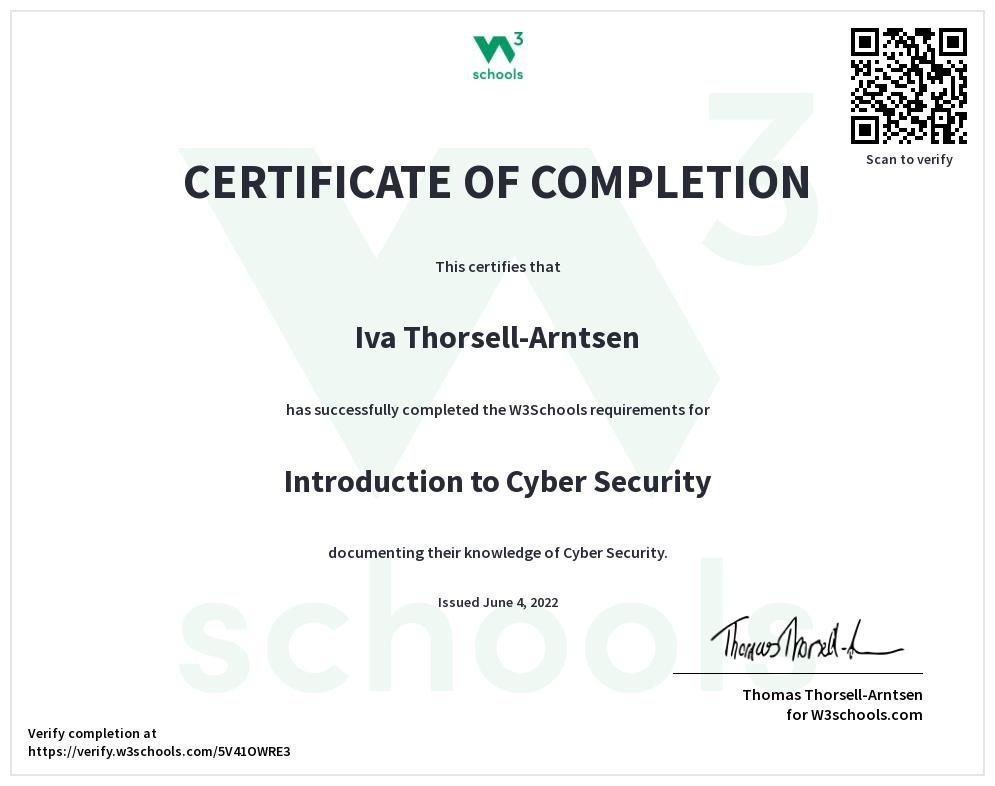 W3
schools
Scan to verify
CERTIFICATE OF COMPLETION
This certifies that
Iva Thorsell-Arntsen
has successfully completed the W3Schools requirements for
Introduction to Cyber Security
documenting their knowledge of Cyber Security.
Issued June 4, 2022
Thomas Thorsell-A
Thomas Thorsell-Arntsen
for W3schools.com
Verify completion at
https://verify.w3schools.com/5V41OWRE3